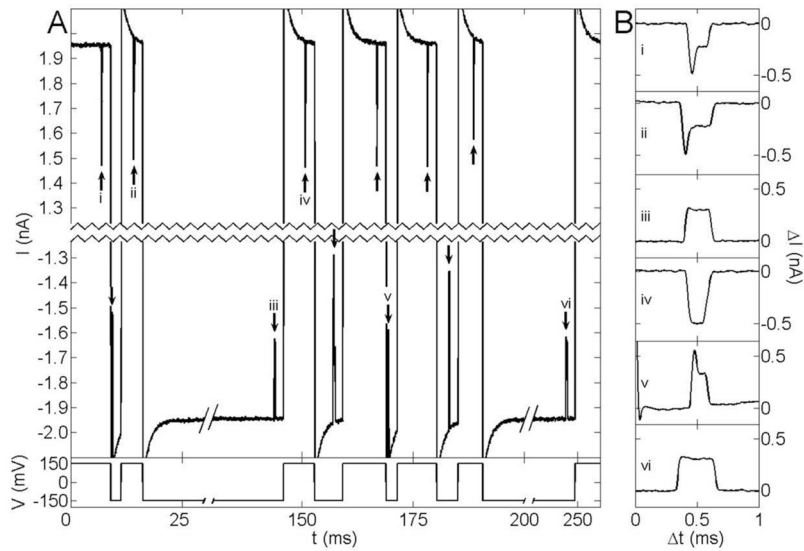 A
B
1.9
1.8
1.7
1.6
1.5
1.4
1.3
I (nA)
-1.3
-1.5
-1.6
-1.7
-1.8
-1.9
-2.0
i
ii
iv
iii
v
vi
V (mV)
150
0
-150
0 25 150 175 200 250
t (ms)
i
0
-0.5
ii
0
-0.5
iii
0.5
0
iv
0
-0.5
v
0.5
0
vi
0.5
0
ΔI (nA)
0 0.5 1
Δt (ms)